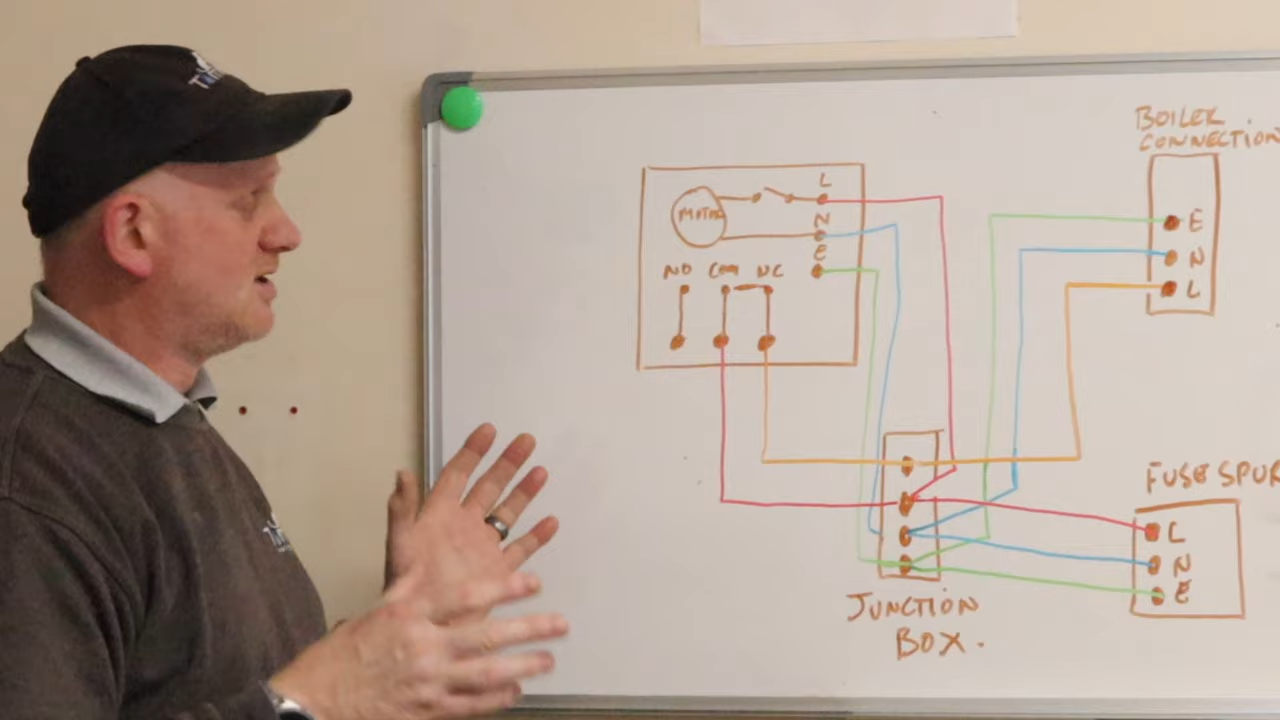 BOILER
CONNECTION
L
MOTOR
N
E
NO COM NC
E
N
L
FUSE SPUR
L
N
E
JUNCTION
BOX.